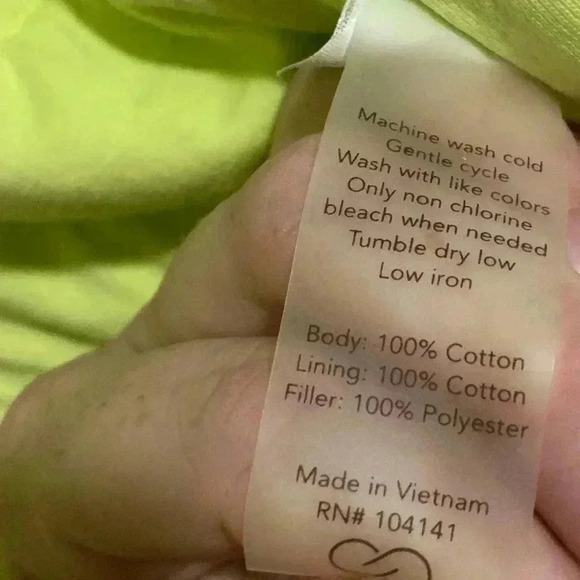 Machine wash cold
Gentle cycle
Wash with like colors
Only non chlorine
bleach when needed
Tumble dry low
Low iron
Body: 100% Cotton
Lining: 100% Cotton
Filler: 100% Polyester
Made in Vietnam
RN# 104141